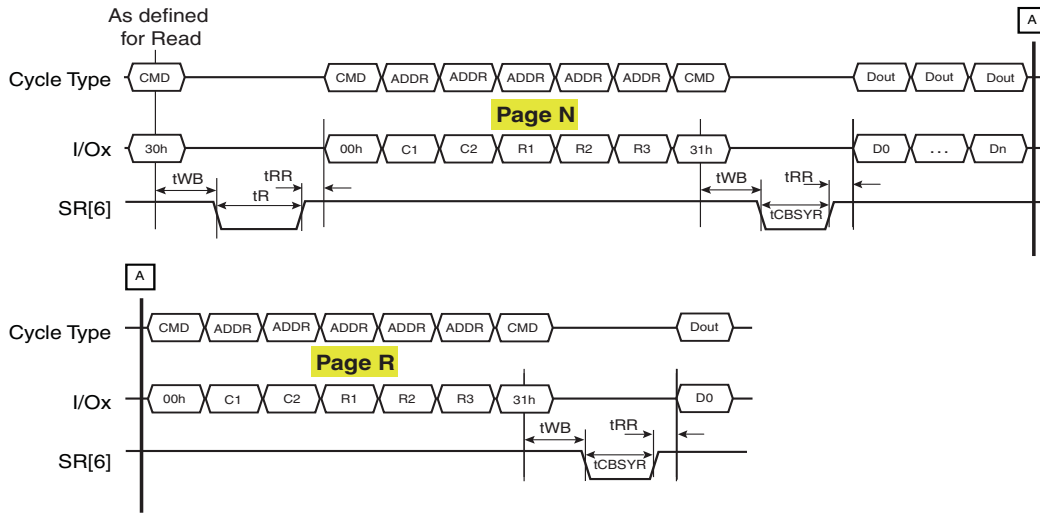 As defined
for Read
A
Cycle Type CMD CMD ADDR ADDR ADDR ADDR ADDR CMD Dout Dout Dout
Page N
I/Ox 30h 00h C1 C2 R1 R2 R3 31h D0 ... Dn
tWB tRR tWB tRR
SR[6] tR tCBSYR
A
Cycle Type CMD ADDR ADDR ADDR ADDR ADDR CMD Dout
Page R
I/Ox 00h C1 C2 R1 R2 R3 31h D0
tWB tRR
SR[6] tCBSYR